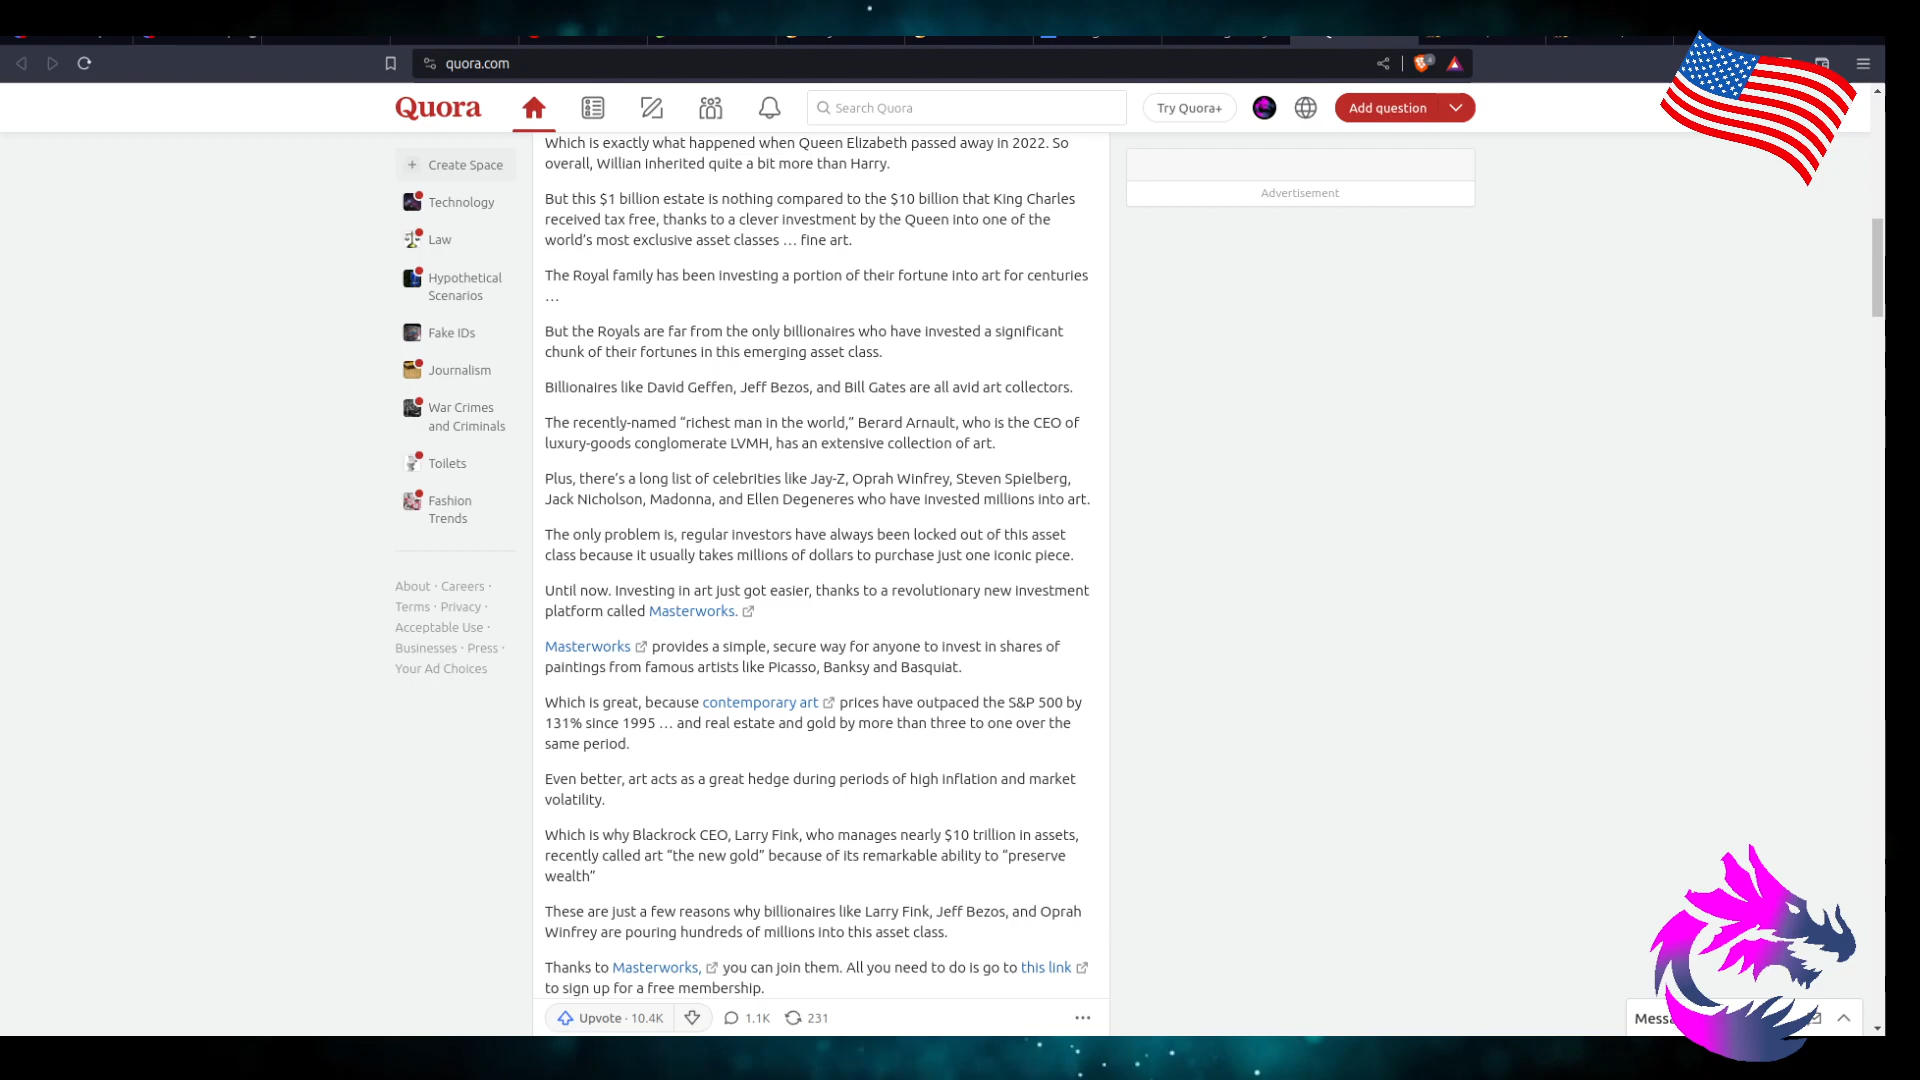 quora.com
4
Quora
Search Quora
Try Quora+
Add question
Create Space
Technology
Law
Hypothetical
Scenarios
Fake IDs
Journalism
War Crimes
and Criminals
Toilets
Fashion
Trends
About · Careers ·
Terms · Privacy ·
Acceptable Use ·
Businesses · Press ·
Your Ad Choices
Which is exactly what happened when Queen Elizabeth passed away in 2022. So
overall, Willian inherited quite a bit more than Harry.
But this $1 billion estate is nothing compared to the $10 billion that King Charles
received tax free, thanks to a clever investment by the Queen into one of the
world’s most exclusive asset classes … fine art.
The Royal family has been investing a portion of their fortune into art for centuries
…
But the Royals are far from the only billionaires who have invested a significant
chunk of their fortunes in this emerging asset class.
Billionaires like David Geffen, Jeff Bezos, and Bill Gates are all avid art collectors.
The recently-named “richest man in the world,” Berard Arnault, who is the CEO of
luxury-goods conglomerate LVMH, has an extensive collection of art.
Plus, there’s a long list of celebrities like Jay-Z, Oprah Winfrey, Steven Spielberg,
Jack Nicholson, Madonna, and Ellen Degeneres who have invested millions into art.
The only problem is, regular investors have always been locked out of this asset
class because it usually takes millions of dollars to purchase just one iconic piece.
Until now. Investing in art just got easier, thanks to a revolutionary new investment
platform called Masterworks.
Masterworks provides a simple, secure way for anyone to invest in shares of
paintings from famous artists like Picasso, Banksy and Basquiat.
Which is great, because contemporary art prices have outpaced the S&P 500 by
131% since 1995 … and real estate and gold by more than three to one over the
same period.
Even better, art acts as a great hedge during periods of high inflation and market
volatility.
Which is why Blackrock CEO, Larry Fink, who manages nearly $10 trillion in assets,
recently called art “the new gold” because of its remarkable ability to “preserve
wealth”
These are just a few reasons why billionaires like Larry Fink, Jeff Bezos, and Oprah
Winfrey are pouring hundreds of millions into this asset class.
Thanks to Masterworks, you can join them. All you need to do is go to this link
to sign up for a free membership.
Upvote · 10.4K
1.1K
231
Advertisement
Messa